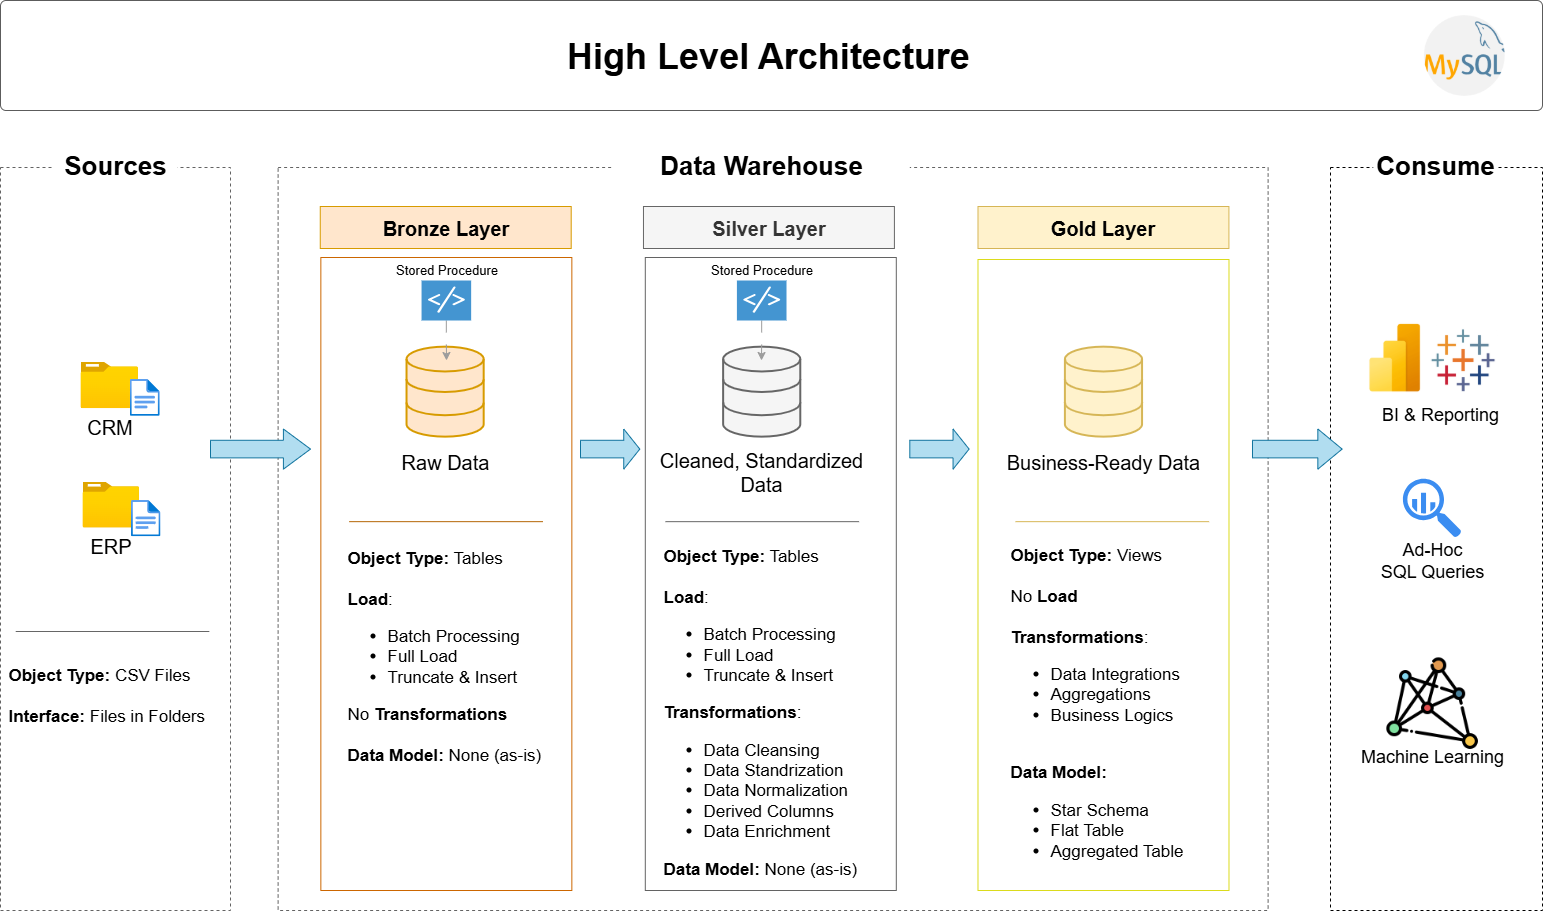 High Level Architecture
MySQL
Sources
CRM
ERP
Object Type: CSV Files
Interface: Files in Folders
Data Warehouse
Bronze Layer
Stored Procedure
</>
Raw Data
Object Type: Tables
Load:
• Batch Processing
• Full Load
• Truncate & Insert
No Transformations
Data Model: None (as-is)
Silver Layer
Stored Procedure
</>
Cleaned, Standardized
Data
Object Type: Tables
Load:
• Batch Processing
• Full Load
• Truncate & Insert
Transformations:
• Data Cleansing
• Data Standrization
• Data Normalization
• Derived Columns
• Data Enrichment
Data Model: None (as-is)
Gold Layer
Business-Ready Data
Object Type: Views
No Load
Transformations:
• Data Integrations
• Aggregations
• Business Logics
Data Model:
• Star Schema
• Flat Table
• Aggregated Table
Consume
BI & Reporting
Ad-Hoc
SQL Queries
Machine Learning